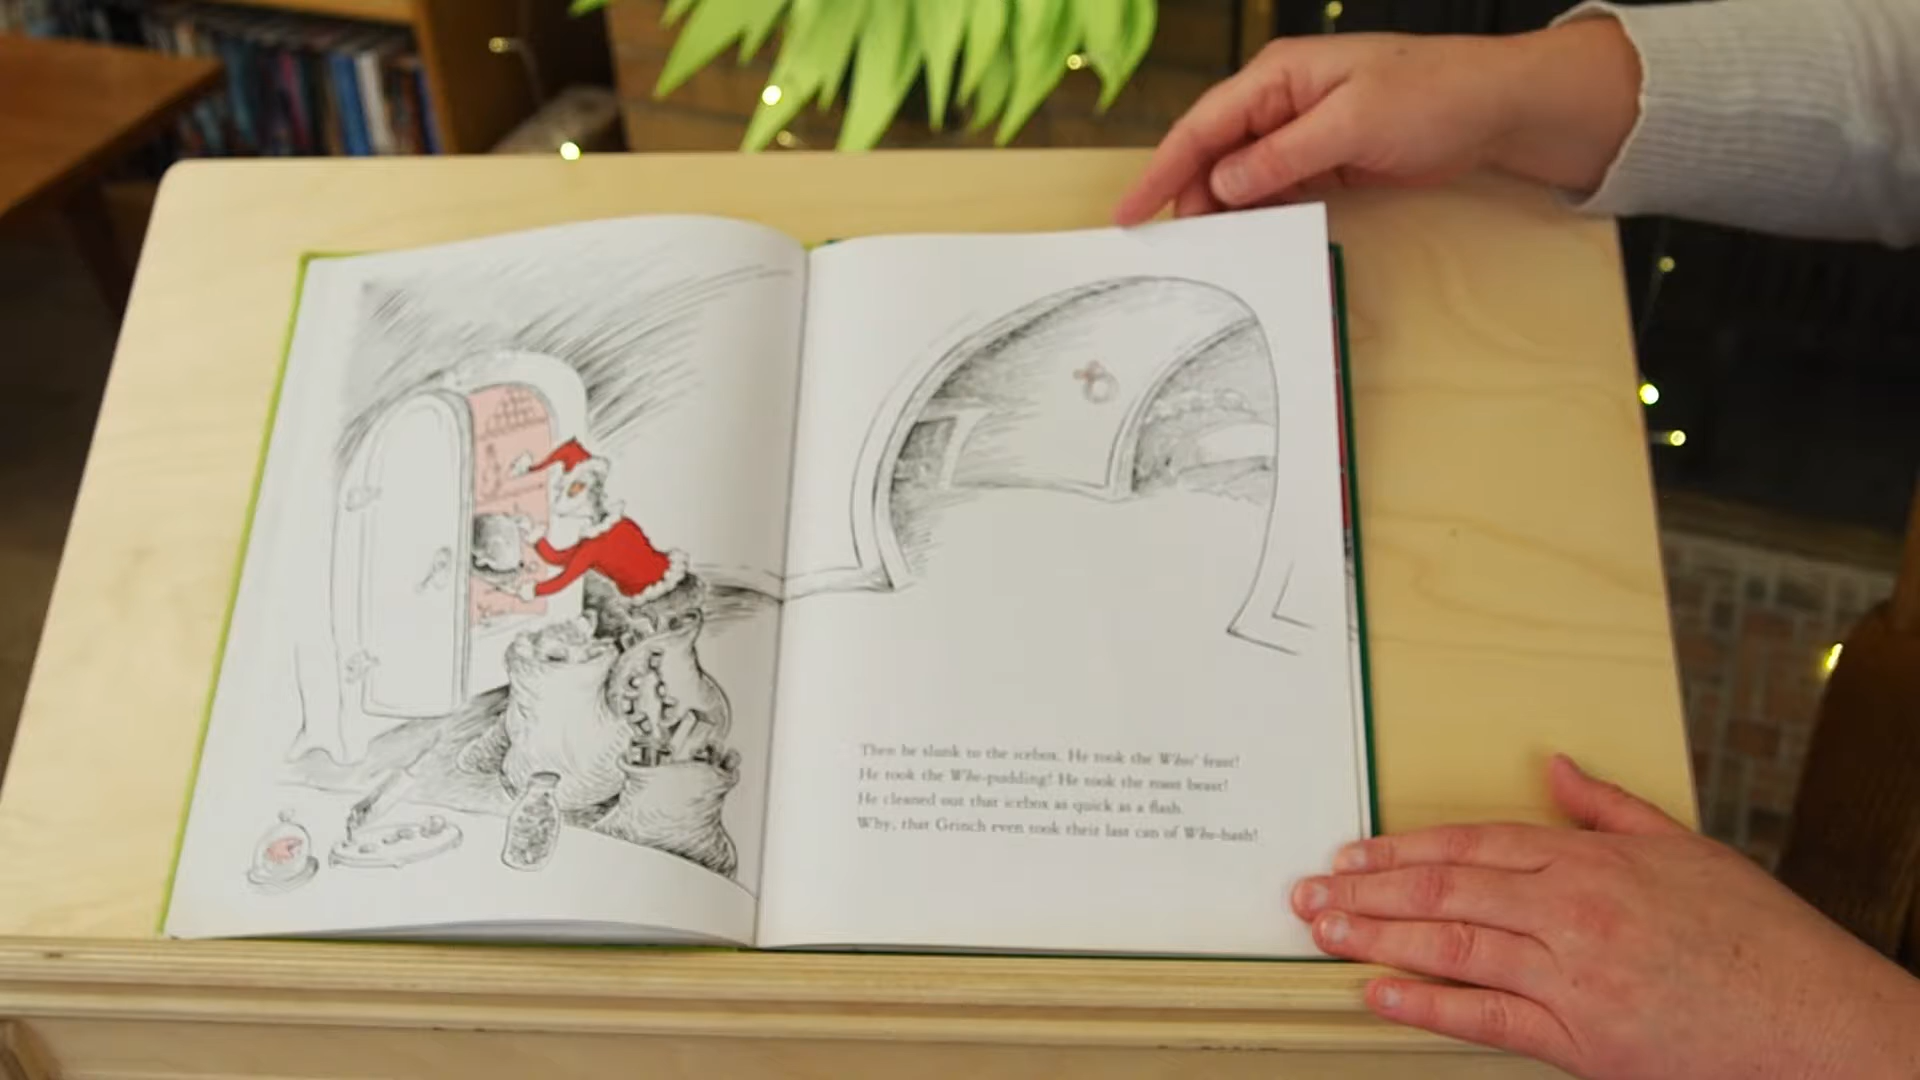 Then he slunk to the icebox. He took the Whos' feast!
He took the Who-pudding! He took the roast beast!
He cleaned out that icebox as quick as a flash.
Why, that Grinch even took their last can of Who-hash!